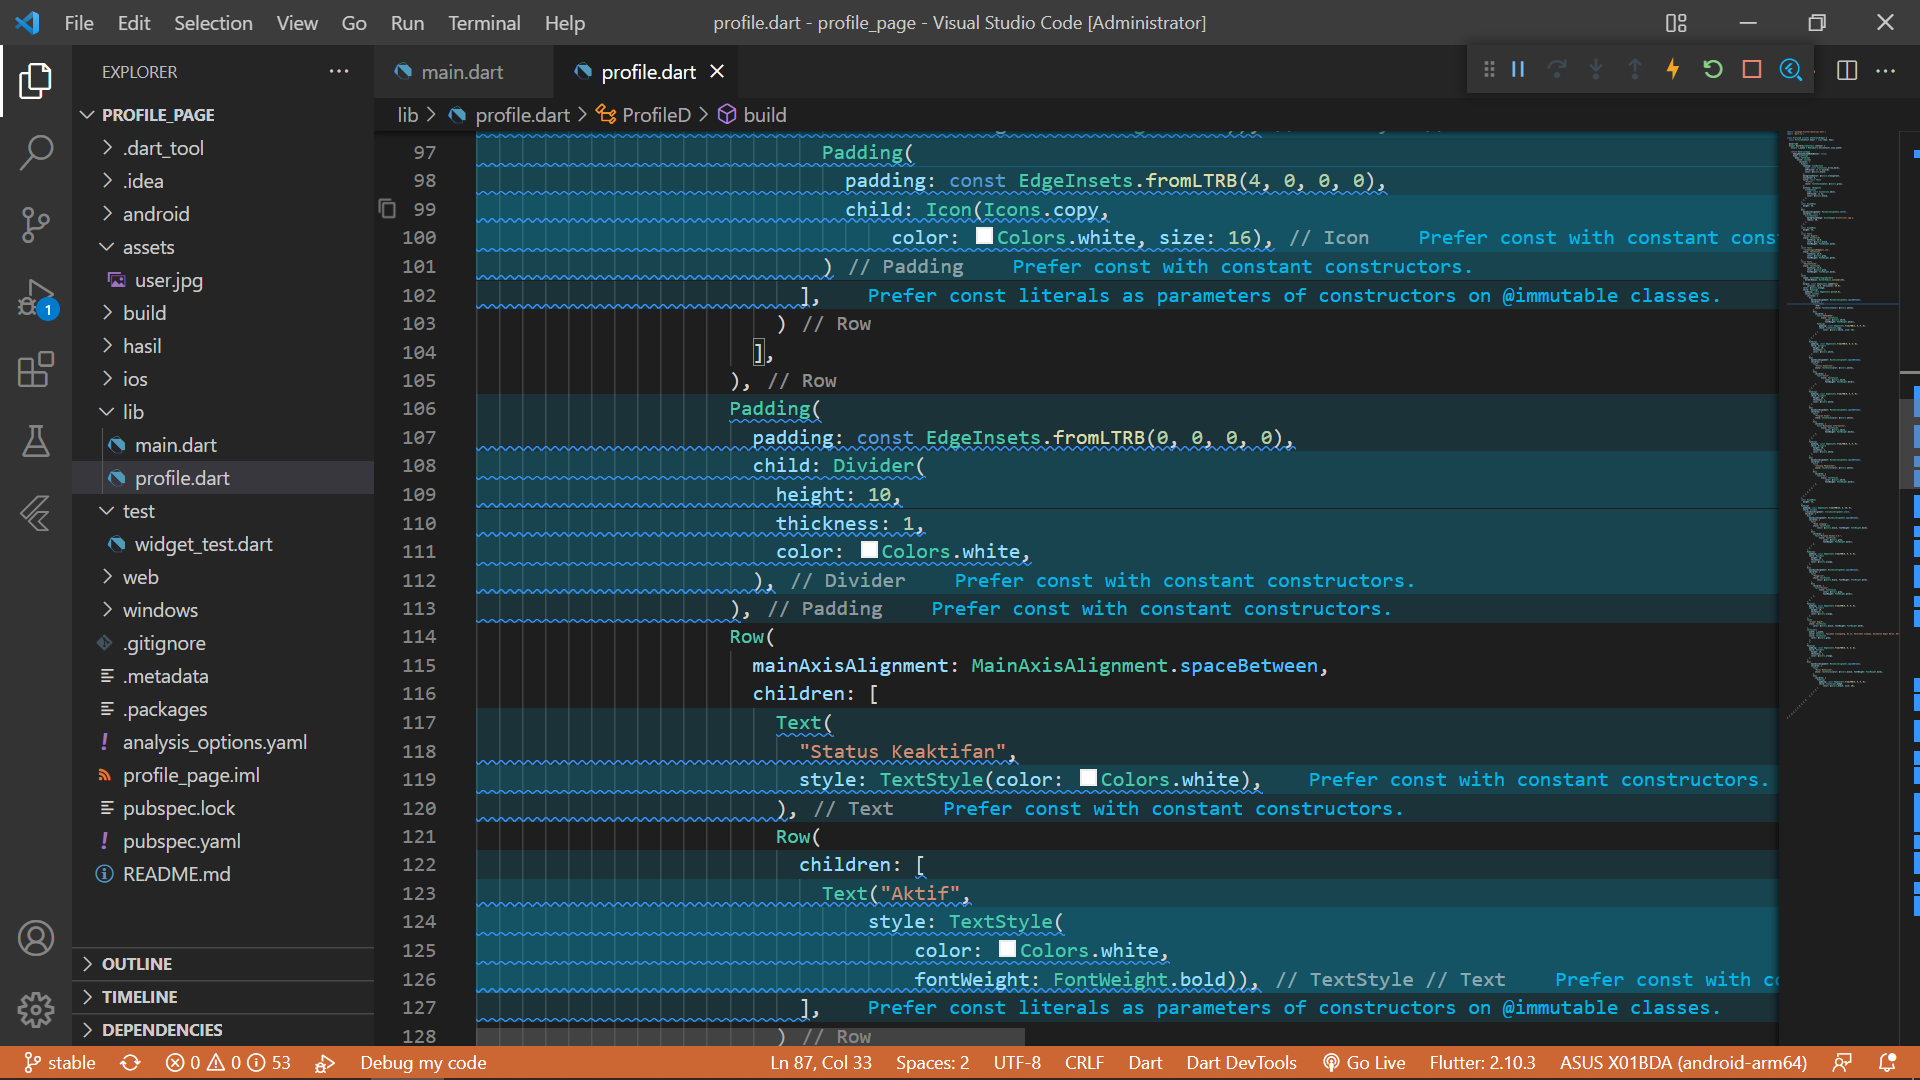 File Edit Selection View Go Run Terminal Help
profile.dart - profile_page - Visual Studio Code [Administrator]
EXPLORER
PROFILE_PAGE
.dart_tool
.idea
android
assets
user.jpg
build
hasil
ios
lib
main.dart
profile.dart
test
widget_test.dart
web
windows
.gitignore
.metadata
.packages
analysis_options.yaml
profile_page.iml
pubspec.lock
pubspec.yaml
README.md
OUTLINE
TIMELINE
DEPENDENCIES
1
main.dart
profile.dart
lib > profile.dart > ProfileD > build
97 Padding(
98 padding: const EdgeInsets.fromLTRB(4, 0, 0, 0),
99 child: Icon(Icons.copy,
100 color: Colors.white, size: 16), // Icon Prefer const with constant cons
101 ) // Padding Prefer const with constant constructors.
102 ], Prefer const literals as parameters of constructors on @immutable classes.
103 ) // Row
104 ],
105 ), // Row
106 Padding(
107 padding: const EdgeInsets.fromLTRB(0, 0, 0, 0),
108 child: Divider(
109 height: 10,
110 thickness: 1,
111 color: Colors.white,
112 ), // Divider Prefer const with constant constructors.
113 ), // Padding Prefer const with constant constructors.
114 Row(
115 mainAxisAlignment: MainAxisAlignment.spaceBetween,
116 children: [
117 Text(
118 "Status Keaktifan",
119 style: TextStyle(color: Colors.white), Prefer const with constant constructors.
120 ), // Text Prefer const with constant constructors.
121 Row(
122 children: [
123 Text("Aktif",
124 style: TextStyle(
125 color: Colors.white,
126 fontWeight: FontWeight.bold)), // TextStyle // Text Prefer const with c
127 ], Prefer const literals as parameters of constructors on @immutable classes.
128 ) // Row
stable 0 0 53 Debug my code Ln 87, Col 33 Spaces: 2 UTF-8 CRLF Dart Dart DevTools Go Live Flutter: 2.10.3 ASUS X01BDA (android-arm64)